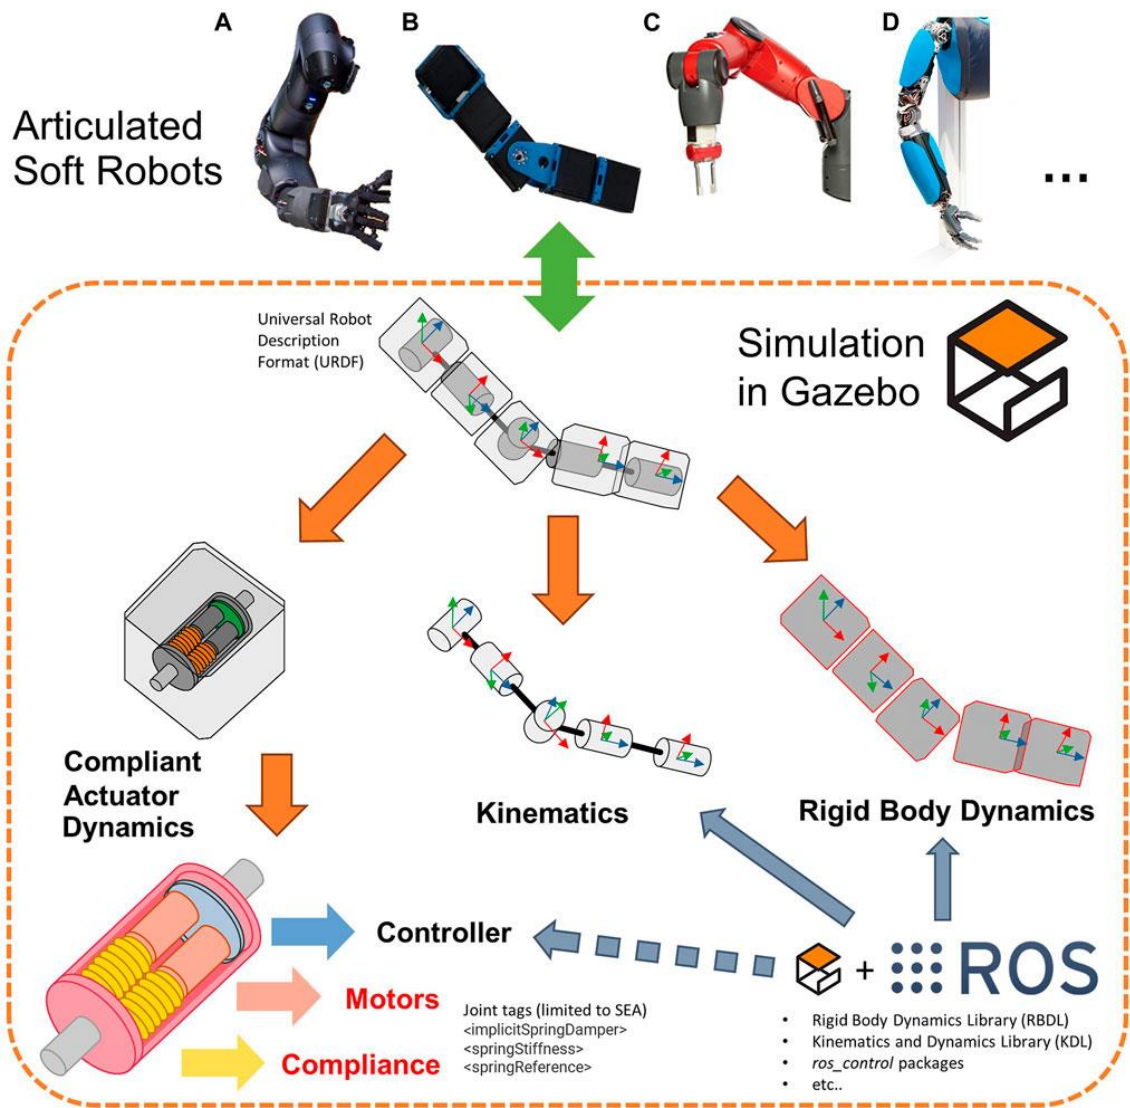 A
B
C
D
Articulated
Soft Robots
...
Universal Robot
Description
Format (URDF)
Simulation
in Gazebo
Compliant
Actuator
Dynamics
Kinematics
Rigid Body Dynamics
Controller
Motors
Compliance
Joint tags (limited to SEA)
<implicitSpringDamper>
<springStiffness>
<springReference>
+
ROS
• Rigid Body Dynamics Library (RBDL)
• Kinematics and Dynamics Library (KDL)
• ros_control packages
• etc..